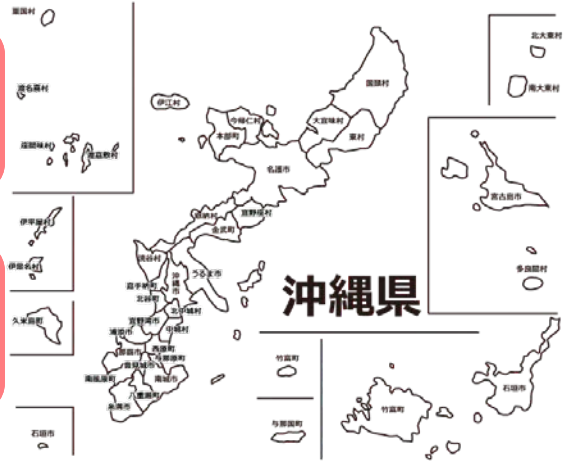 粟国村
渡名喜村
座間味村
渡嘉敷村
伊平屋村
伊是名村
久米島町
石垣市
伊江村
今帰仁村
本部町
国頭村
大宜味村
東村
名護市
恩納村
宜野座村
金武町
読谷村
沖縄市
うるま市
嘉手納町
北谷町
北中城村
宜野湾市
中城村
浦添市
西原町
那覇市
与那原町
豊見城市
南風原町
南城市
八重瀬町
糸満市
沖縄県
北大東村
南大東村
宮古島市
多良間村
竹富町
与那国町
竹富町
石垣市